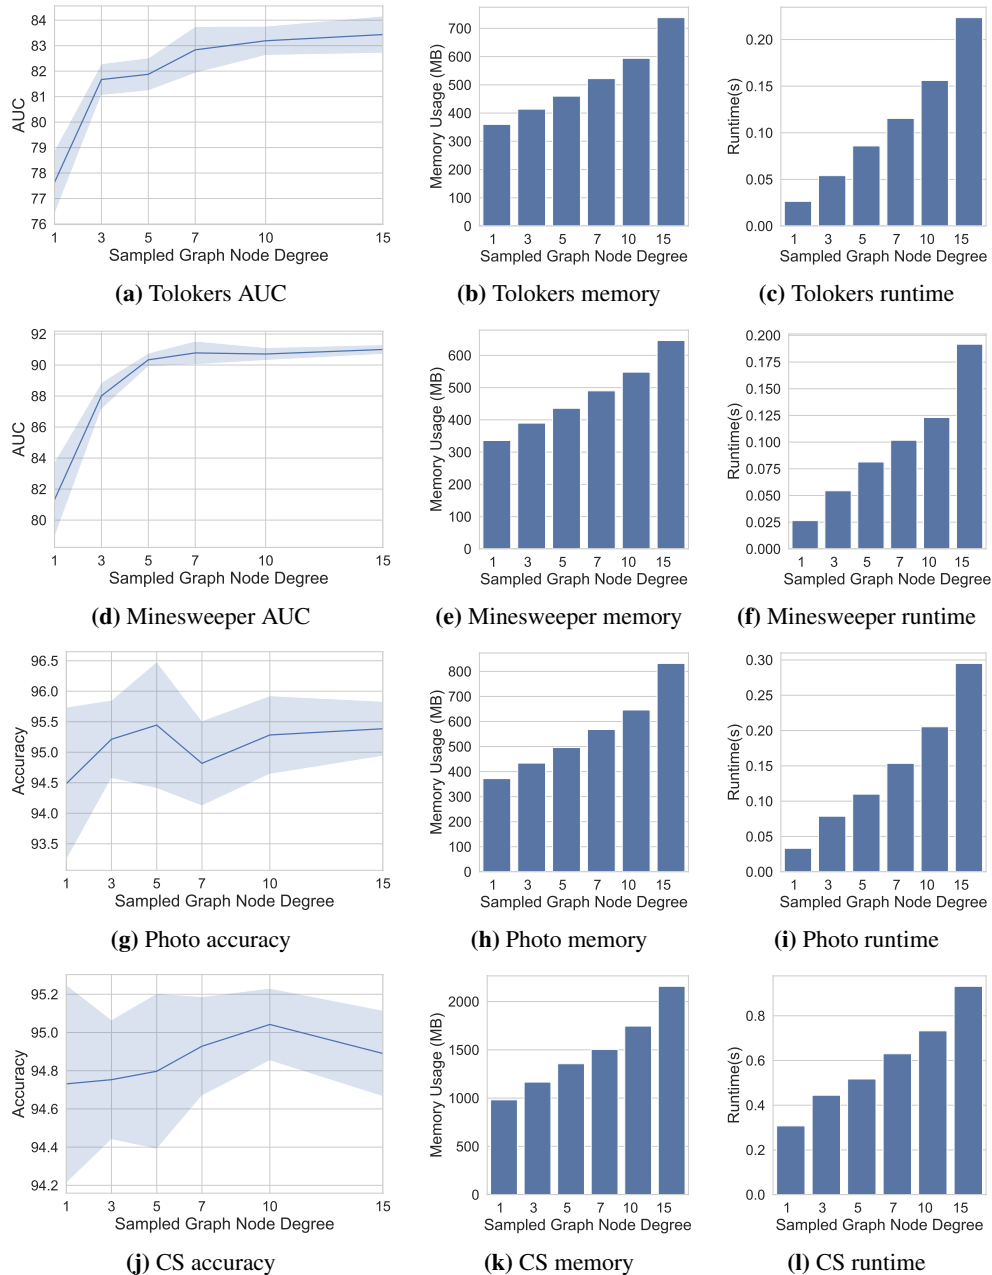 84
83
82
81
80
79
78
77
76
AUC
1 3 5 7 10 15
Sampled Graph Node Degree
(a) Tolokers AUC
700
600
500
400
300
200
100
0
Memory Usage (MB)
1 3 5 7 10 15
Sampled Graph Node Degree
(b) Tolokers memory
0.20
0.15
0.10
0.05
0.00
Runtime(s)
1 3 5 7 10 15
Sampled Graph Node Degree
(c) Tolokers runtime
92
90
88
86
84
82
80
AUC
1 3 5 7 10 15
Sampled Graph Node Degree
(d) Minesweeper AUC
600
500
400
300
200
100
0
Memory Usage (MB)
1 3 5 7 10 15
Sampled Graph Node Degree
(e) Minesweeper memory
0.200
0.175
0.150
0.125
0.100
0.075
0.050
0.025
0.000
Runtime(s)
1 3 5 7 10 15
Sampled Graph Node Degree
(f) Minesweeper runtime
96.5
96.0
95.5
95.0
94.5
94.0
93.5
Accuracy
1 3 5 7 10 15
Sampled Graph Node Degree
(g) Photo accuracy
800
700
600
500
400
300
200
100
0
Memory Usage (MB)
1 3 5 7 10 15
Sampled Graph Node Degree
(h) Photo memory
0.30
0.25
0.20
0.15
0.10
0.05
0.00
Runtime(s)
1 3 5 7 10 15
Sampled Graph Node Degree
(i) Photo runtime
95.2
95.0
94.8
94.6
94.4
94.2
Accuracy
1 3 5 7 10 15
Sampled Graph Node Degree
(j) CS accuracy
2000
1500
1000
500
0
Memory Usage (MB)
1 3 5 7 10 15
Sampled Graph Node Degree
(k) CS memory
0.8
0.6
0.4
0.2
0.0
Runtime(s)
1 3 5 7 10 15
Sampled Graph Node Degree
(l) CS runtime